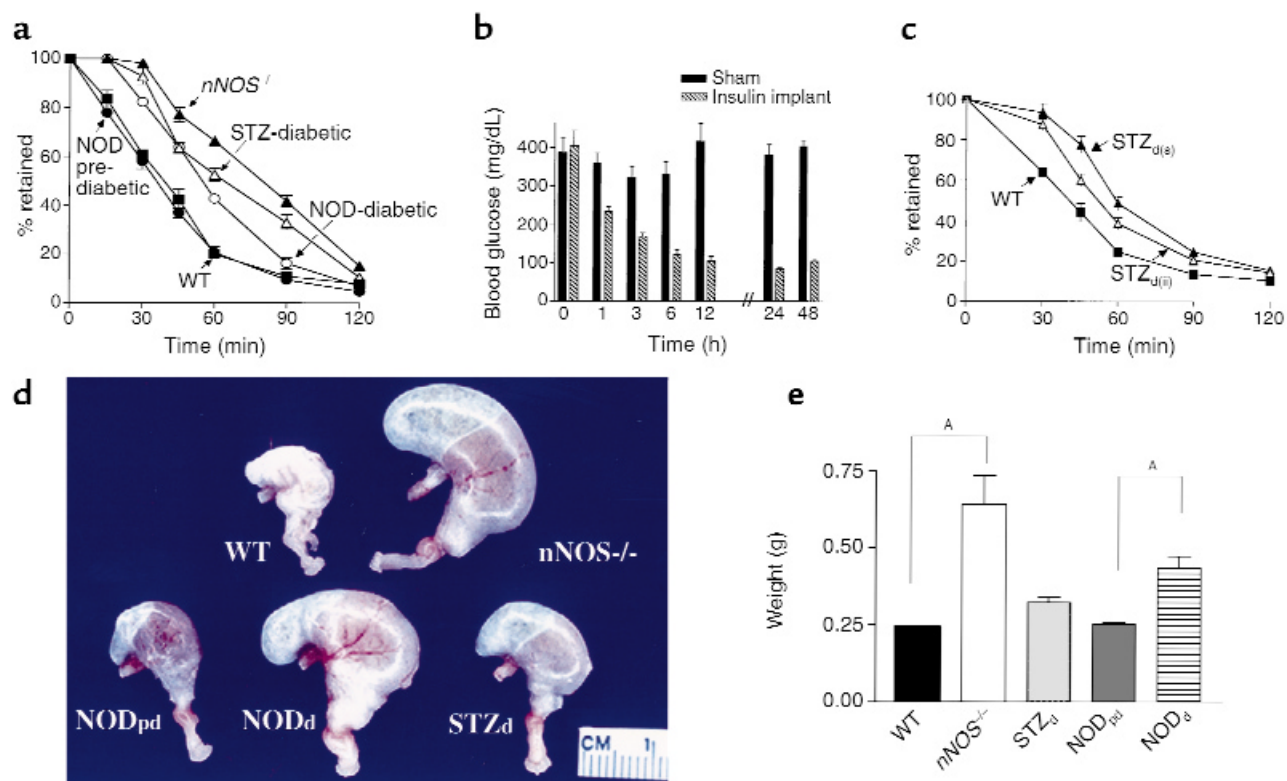 a
100
80
60
40
20
0
% retained
nNOS /
STZ-diabetic
NOD
pre-
diabetic
NOD-diabetic
WT
0 30 60 90 120
Time (min)
b
Sham
Insulin implant
400
300
200
100
0
Blood glucose (mg/dL)
0 1 3 6 12 // 24 48
Time (h)
c
100
80
60
40
20
0
% retained
STZd(s)
WT
STZd(ii)
0 30 60 90 120
Time (min)
d
WT
nNOS-/-
NODpd
NODd
STZd
CM 1
e
A
A
0.75
0.50
0.25
0.00
Weight (g)
WT
nNOS-/-
STZd
NODpd
NODd